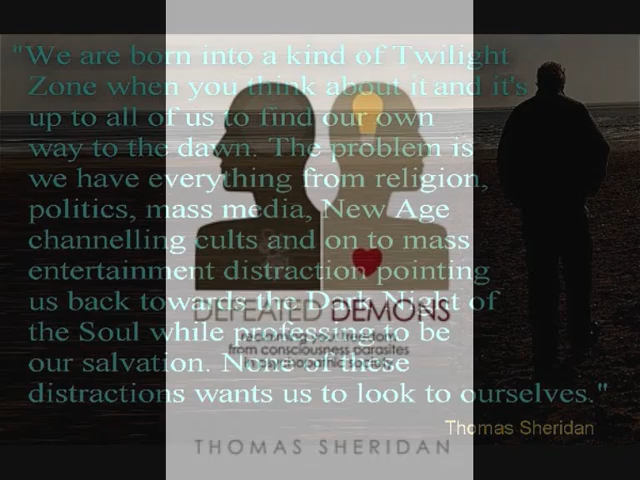 "We are born into a kind of Twilight
Zone when you think about it and it's
up to all of us to find our own
way to the dawn. The problem is
we have everything from religion,
politics, mass media, New Age
channelling cults and on to mass
entertainment distraction pointing
us back towards the Dark Night of
the Soul while professing to be
our salvation. None of these
distractions wants us to look to ourselves."
Thomas Sheridan
DEFEATED DEMONS
freedom
from consciousness parasites
in psychopathic society
THOMAS SHERIDAN